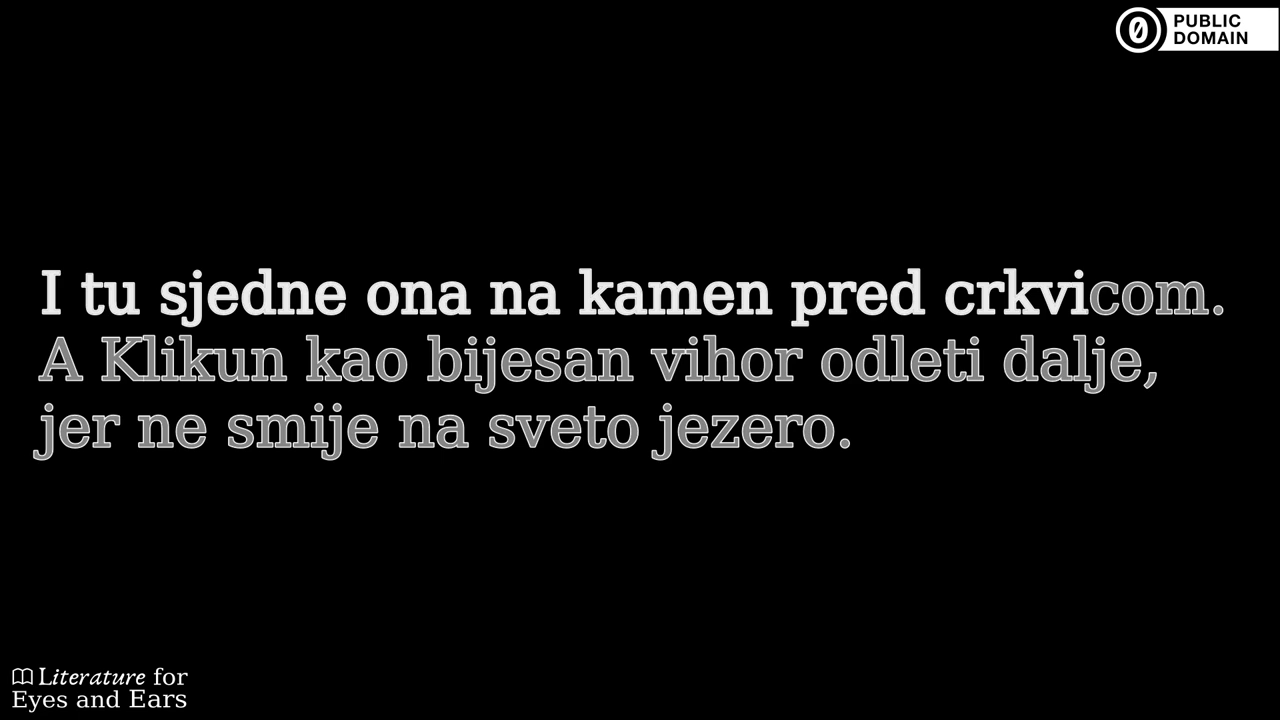 PUBLIC
DOMAIN
I tu sjedne ona na kamen pred crkvicom.
A Klikun kao bijesan vihor odleti dalje,
jer ne smije na sveto jezero.
Literature for
Eyes and Ears